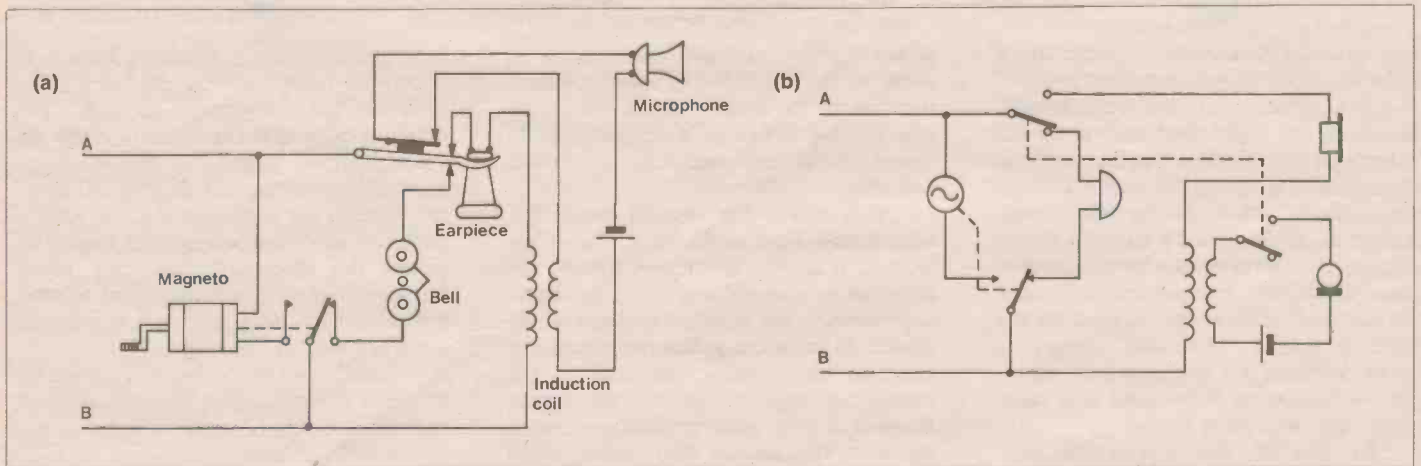 (a)
Microphone
A
Earpiece
Magneto
Bell
Induction
coil
B
(b)
A
B